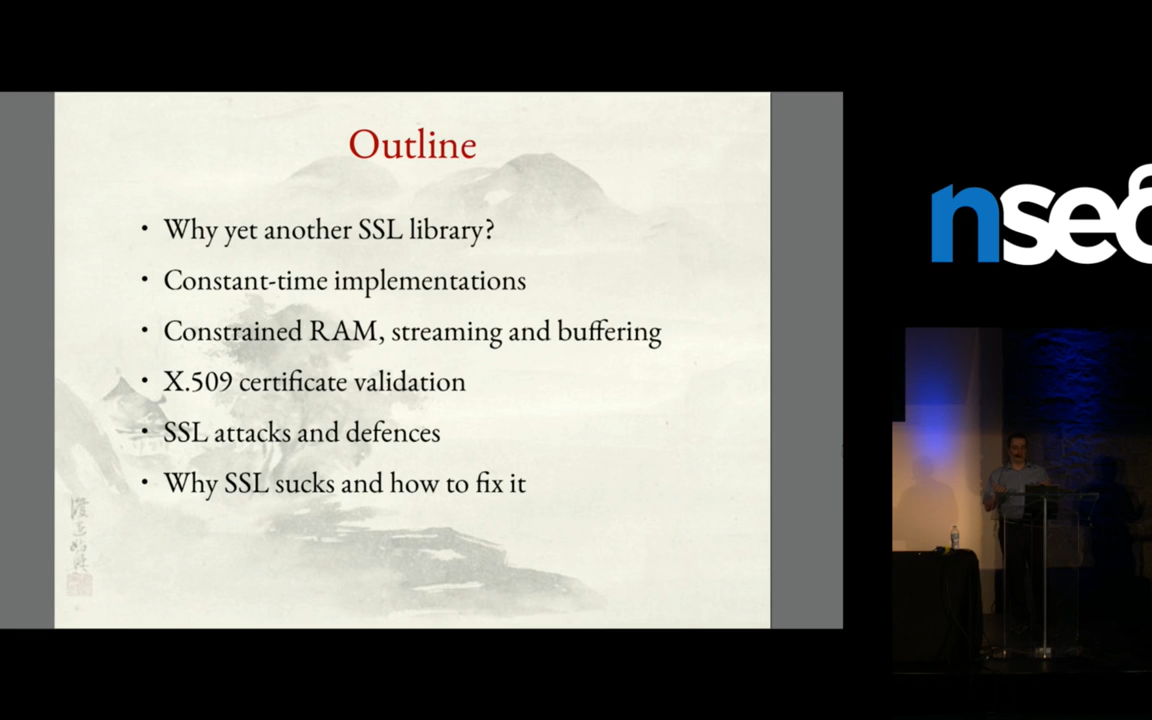 Outline
• Why yet another SSL library?
• Constant-time implementations
• Constrained RAM, streaming and buffering
• X.509 certificate validation
• SSL attacks and defences
• Why SSL sucks and how to fix it
nsec